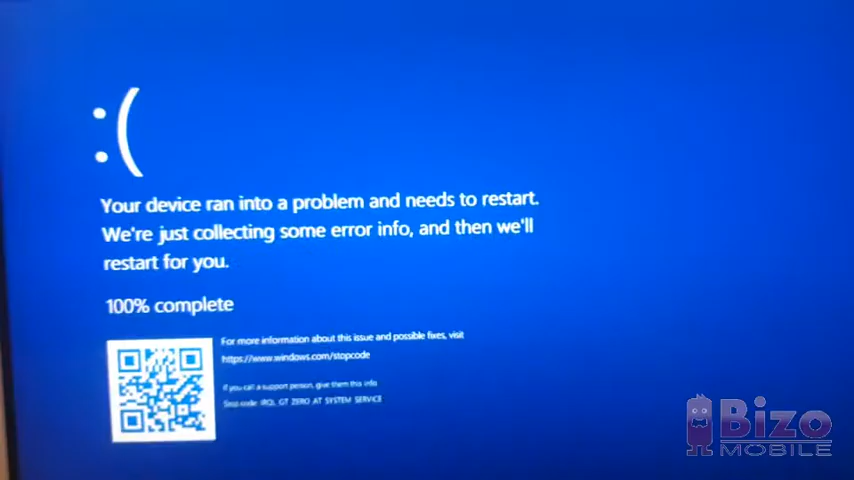 :(
Your device ran into a problem and needs to restart.
We're just collecting some error info, and then we'll
restart for you.
100% complete
For more information about this issue and possible fixes, visit
https://www.windows.com/stopcode
If you call a support person, give them this info
Stop code: IRQL GT ZERO AT SYSTEM SERVICE
Bizo
MOBILE